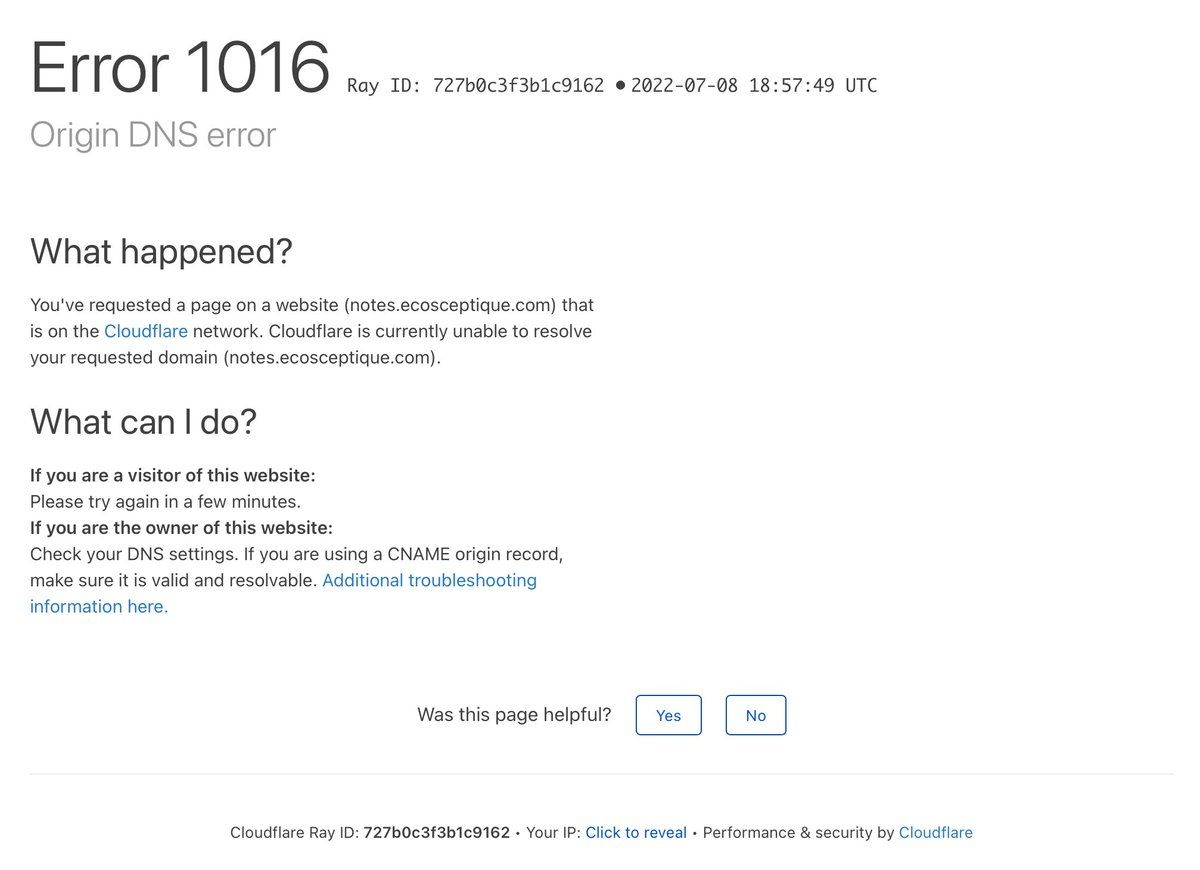 Error 1016 Ray ID: 727b0c3f3b1c9162 • 2022-07-08 18:57:49 UTC
Origin DNS error
What happened?
You've requested a page on a website (notes.ecosceptique.com) that
is on the Cloudflare network. Cloudflare is currently unable to resolve
your requested domain (notes.ecosceptique.com).
What can I do?
If you are a visitor of this website:
Please try again in a few minutes.
If you are the owner of this website:
Check your DNS settings. If you are using a CNAME origin record,
make sure it is valid and resolvable. Additional troubleshooting
information here.
Was this page helpful? Yes No
Cloudflare Ray ID: 727b0c3f3b1c9162 • Your IP: Click to reveal • Performance & security by Cloudflare